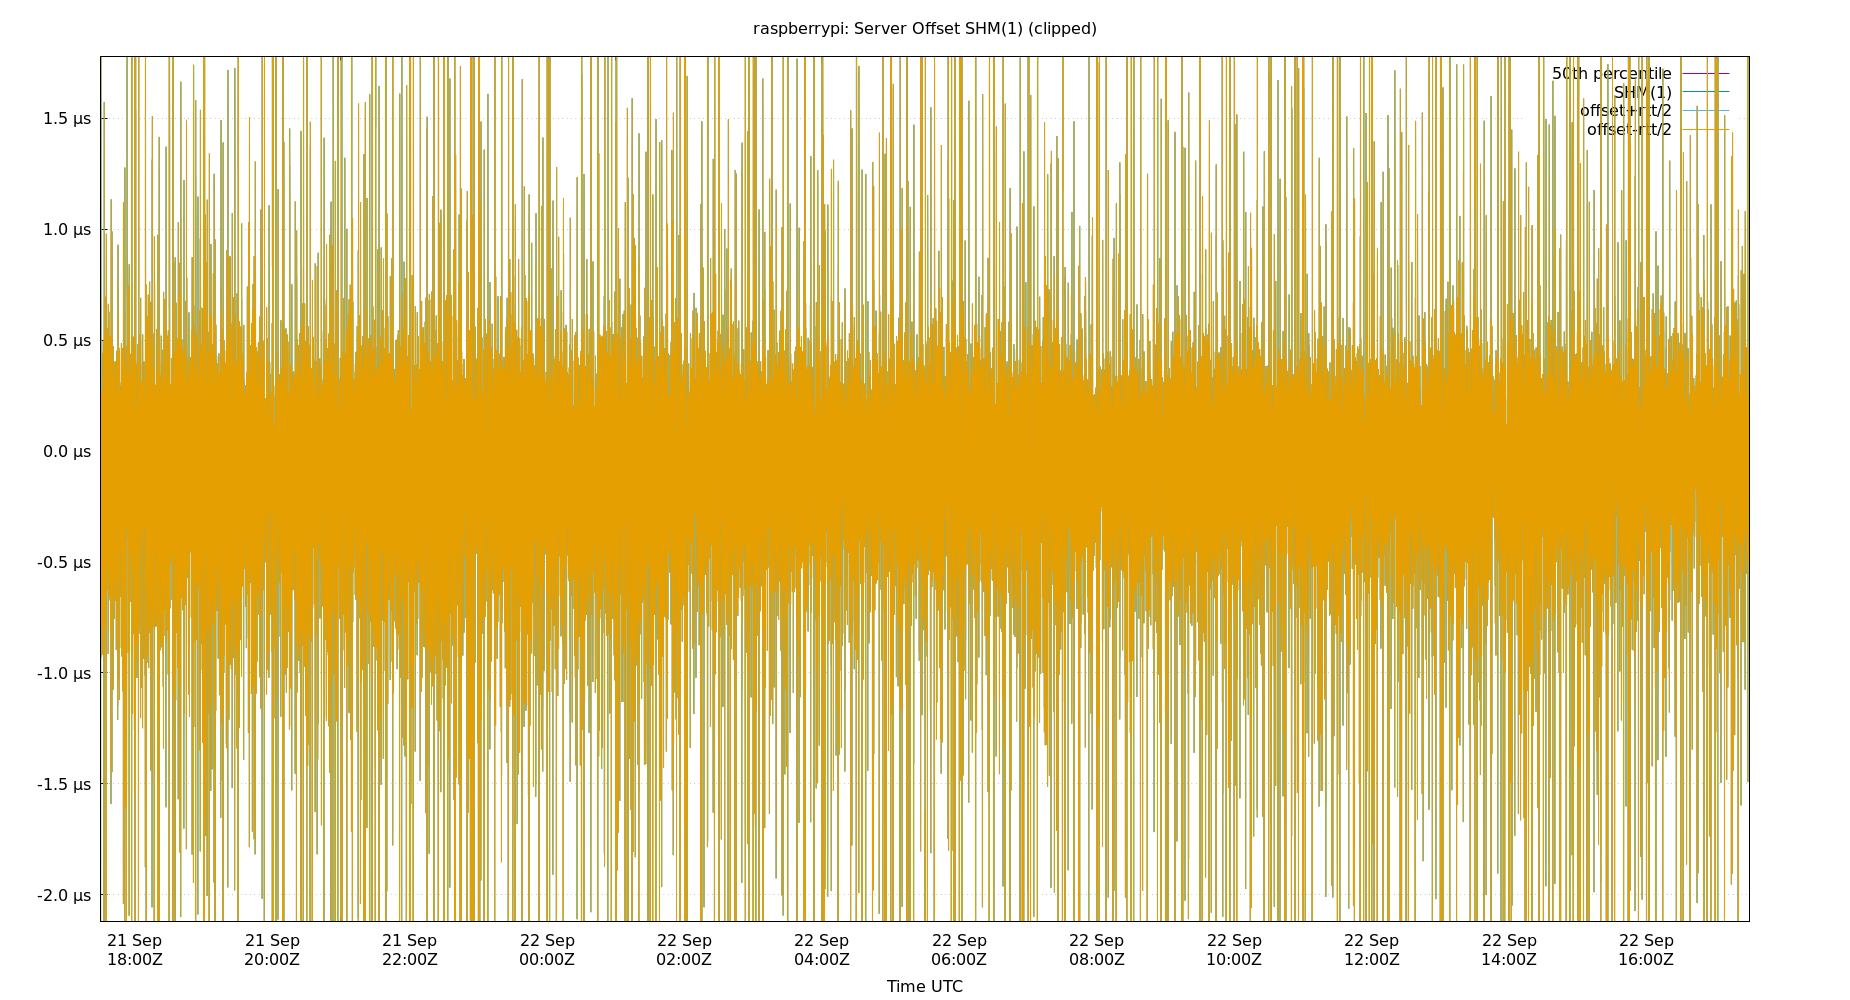 raspberrypi: Server Offset SHM(1) (clipped)
50th percentile
SHM(1)
offset+rtt/2
offset-rtt/2
1.5 µs
1.0 µs
0.5 µs
0.0 µs
-0.5 µs
-1.0 µs
-1.5 µs
-2.0 µs
21 Sep 21 Sep 21 Sep 22 Sep 22 Sep 22 Sep 22 Sep 22 Sep 22 Sep 22 Sep 22 Sep 22 Sep
18:00Z 20:00Z 22:00Z 00:00Z 02:00Z 04:00Z 06:00Z 08:00Z 10:00Z 12:00Z 14:00Z 16:00Z
Time UTC